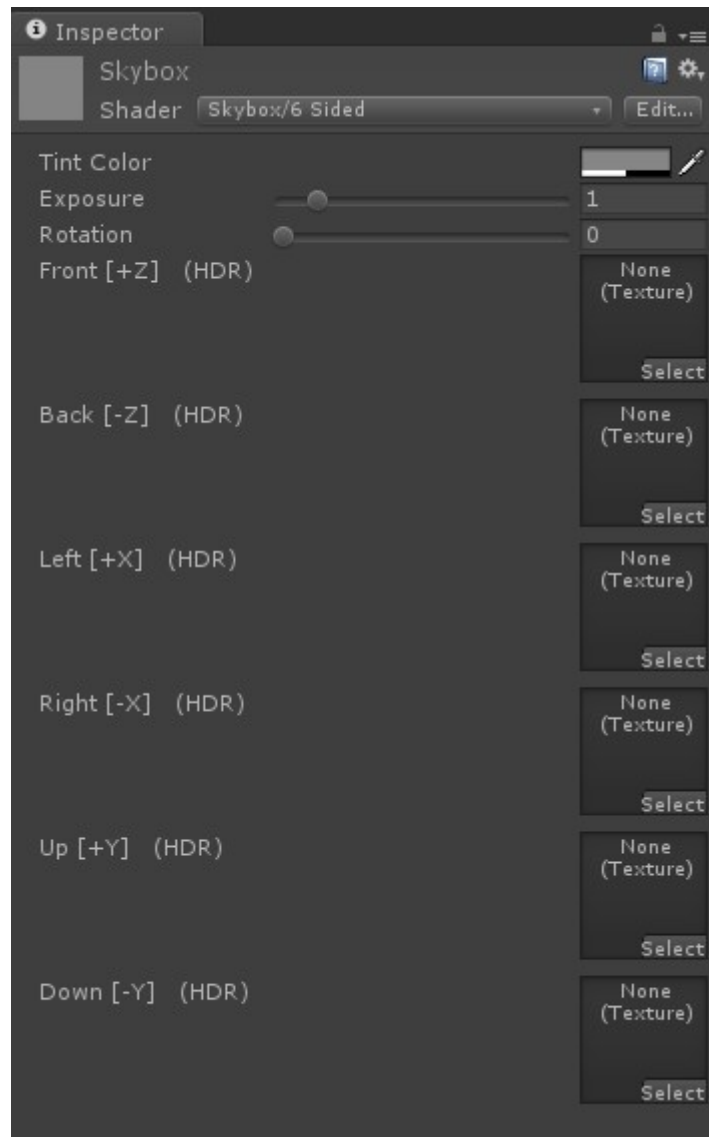 Inspector
Skybox
Shader Skybox/6 Sided Edit...
Tint Color
Exposure 1
Rotation 0
Front [+Z] (HDR) None
(Texture)
Select
Back [-Z] (HDR) None
(Texture)
Select
Left [+X] (HDR) None
(Texture)
Select
Right [-X] (HDR) None
(Texture)
Select
Up [+Y] (HDR) None
(Texture)
Select
Down [-Y] (HDR) None
(Texture)
Select